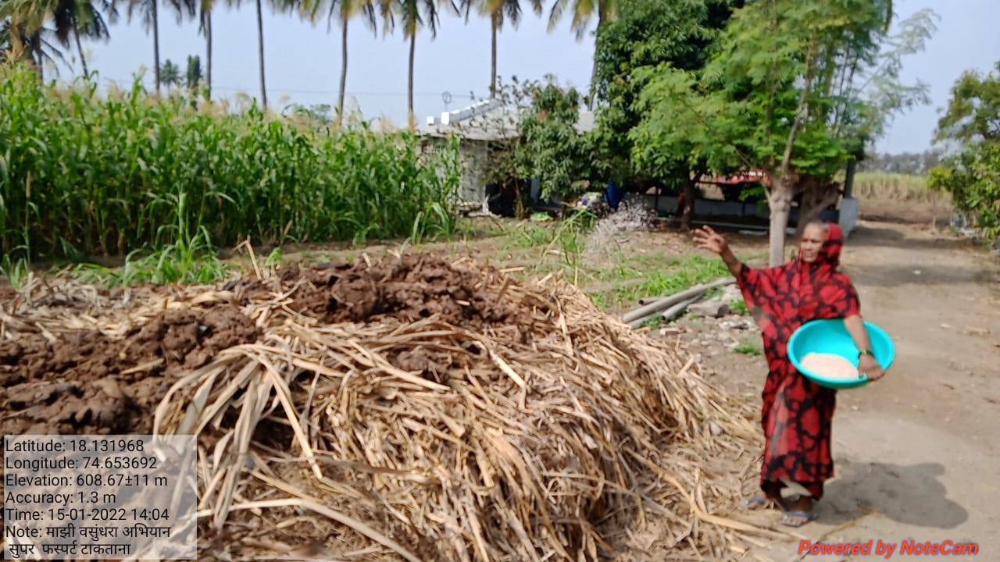 Latitude: 18.131968
Longitude: 74.653692
Elevation: 608.67±11 m
Accuracy: 1.3 m
Time: 15-01-2022 14:04
Note: माझी वसुंधरा अभियान
सुपर फस्पर्ट टाकताना
Powered by NoteCam